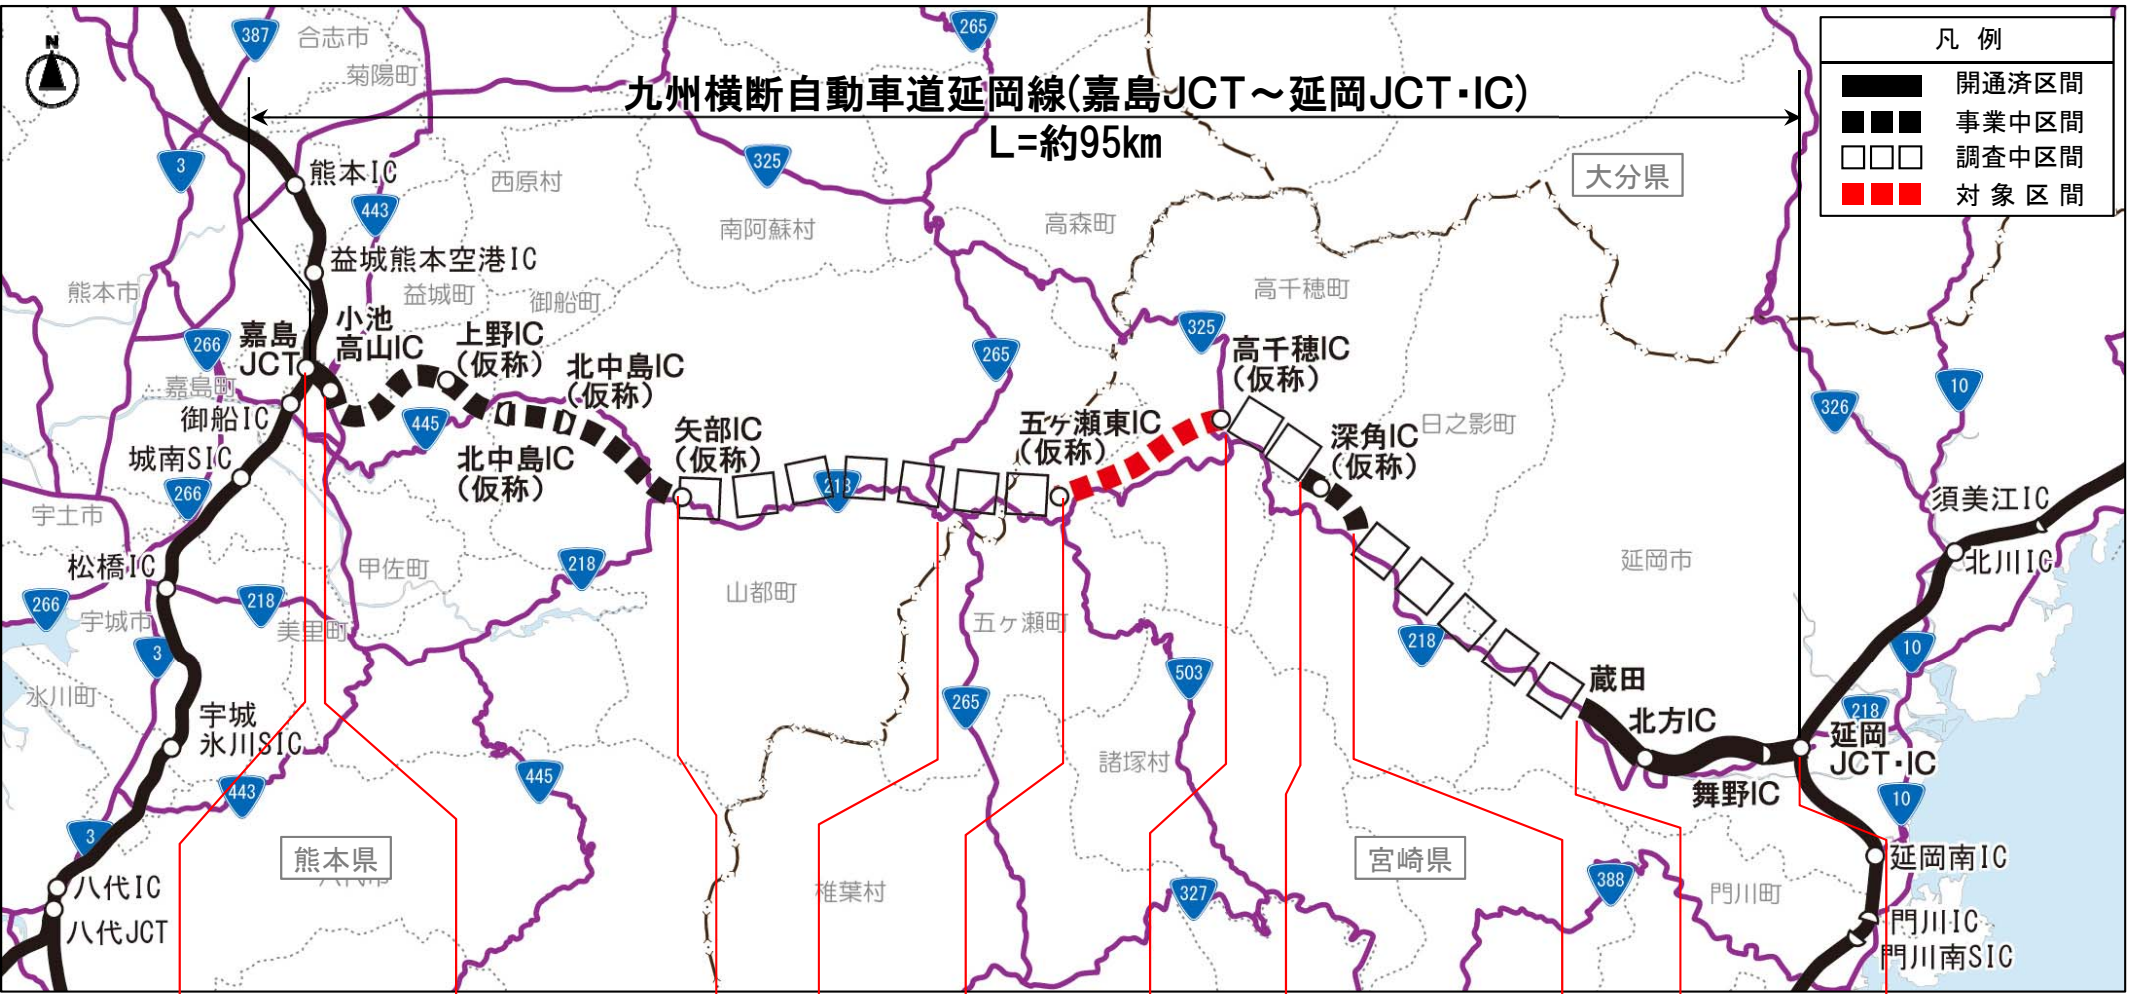 九州横断自動車道延岡線(嘉島JCT～延岡JCT・IC)
L=約95km
凡 例
開通済区間
事業中区間
調査中区間
対 象 区 間
N
387
合志市
菊陽町
265
3
熊本IC
443
西原村
325
南阿蘇村
高森町
大分県
益城熊本空港IC
益城町
御船町
熊本市
高千穂町
266
嘉島
JCT
小池
高山IC
上野IC
(仮称)
北中島IC
(仮称)
265
325
高千穂IC
(仮称)
嘉島町
御船IC
445
326
10
城南SIC
北中島IC
(仮称)
矢部IC
(仮称)
五ヶ瀬東IC
(仮称)
深角IC
(仮称)
日之影町
266
218
須美江IC
宇土市
松橋IC
甲佐町
218
延岡市
北川IC
266
宇城市
218
美里町
山都町
五ヶ瀬町
218
10
3
503
氷川町
265
蔵田
218
宇城
氷川SIC
北方IC
延岡
JCT・IC
443
445
諸塚村
舞野IC
10
3
熊本県
宮崎県
延岡南IC
八代IC
椎葉村
327
388
門川町
八代JCT
門川IC
門川南SIC